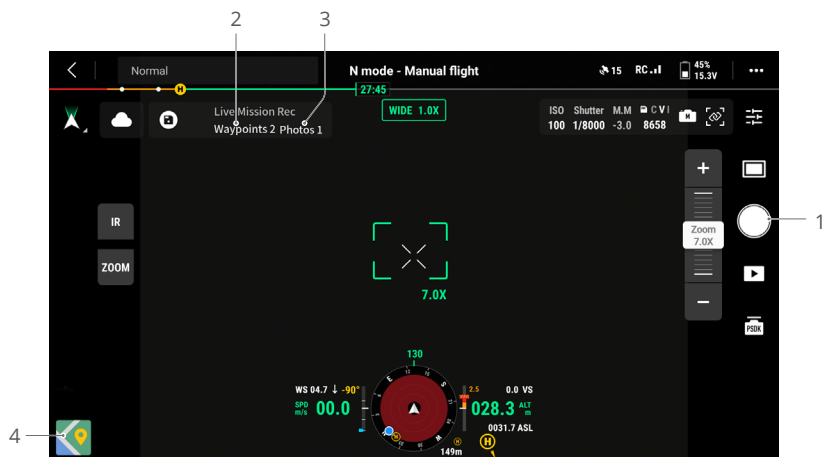 2 3
Normal N mode - Manual flight 15 RC 45%
15.3V
H 27:45
Live Mission Rec
Waypoints 2 Photos 1
WIDE 1.0X
ISO Shutter M.M C V I M
100 1/8000 -3.0 8658
+
1
IR
Zoom
7.0X
ZOOM
7.0X
−
PSDK
130
WS 04.7 ↓ -90° 2.5 0.0 VS
SPD
m/s 00.0 028.3 ALT
m
E S W
12 15
0031.7 ASL
H H
149m
4